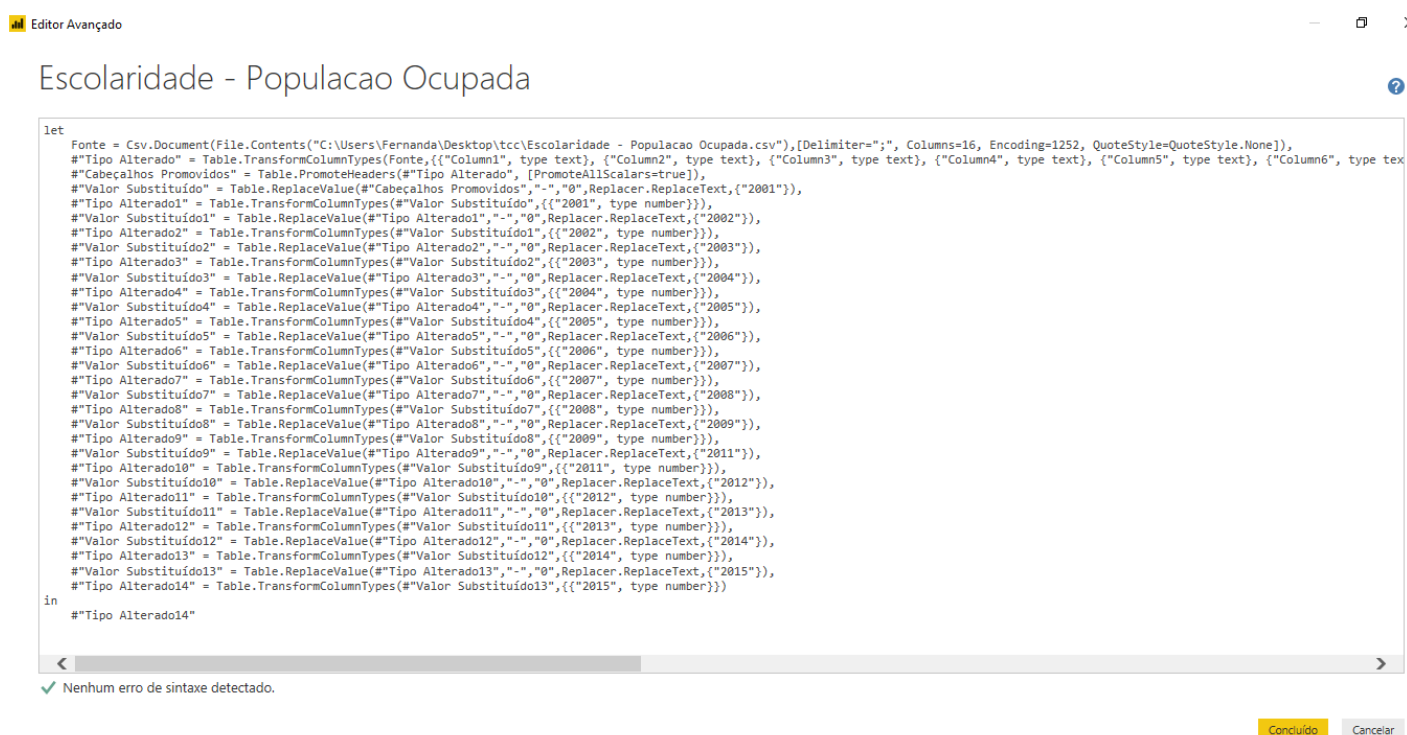 Editor Avançado
Escolaridade - Populacao Ocupada
let
Fonte = Csv.Document(File.Contents("C:\Users\Fernanda\Desktop\tcc\Escolaridade - Populacao Ocupada.csv"),[Delimiter=";", Columns=16, Encoding=1252, QuoteStyle=QuoteStyle.None]),
#"Tipo Alterado" = Table.TransformColumnTypes(Fonte,{{"Column1", type text}, {"Column2", type text}, {"Column3", type text}, {"Column4", type text}, {"Column5", type text}, {"Column6", type tex
#"Cabeçalhos Promovidos" = Table.PromoteHeaders(#"Tipo Alterado", [PromoteAllScalars=true]),
#"Valor Substituído" = Table.ReplaceValue(#"Cabeçalhos Promovidos","-","0",Replacer.ReplaceText,{"2001"}),
#"Tipo Alterado1" = Table.TransformColumnTypes(#"Valor Substituído",{{"2001", type number}}),
#"Valor Substituído1" = Table.ReplaceValue(#"Tipo Alterado1","-","0",Replacer.ReplaceText,{"2002"}),
#"Tipo Alterado2" = Table.TransformColumnTypes(#"Valor Substituído1",{{"2002", type number}}),
#"Valor Substituído2" = Table.ReplaceValue(#"Tipo Alterado2","-","0",Replacer.ReplaceText,{"2003"}),
#"Tipo Alterado3" = Table.TransformColumnTypes(#"Valor Substituído2",{{"2003", type number}}),
#"Valor Substituído3" = Table.ReplaceValue(#"Tipo Alterado3","-","0",Replacer.ReplaceText,{"2004"}),
#"Tipo Alterado4" = Table.TransformColumnTypes(#"Valor Substituído3",{{"2004", type number}}),
#"Valor Substituído4" = Table.ReplaceValue(#"Tipo Alterado4","-","0",Replacer.ReplaceText,{"2005"}),
#"Tipo Alterado5" = Table.TransformColumnTypes(#"Valor Substituído4",{{"2005", type number}}),
#"Valor Substituído5" = Table.ReplaceValue(#"Tipo Alterado5","-","0",Replacer.ReplaceText,{"2006"}),
#"Tipo Alterado6" = Table.TransformColumnTypes(#"Valor Substituído5",{{"2006", type number}}),
#"Valor Substituído6" = Table.ReplaceValue(#"Tipo Alterado6","-","0",Replacer.ReplaceText,{"2007"}),
#"Tipo Alterado7" = Table.TransformColumnTypes(#"Valor Substituído6",{{"2007", type number}}),
#"Valor Substituído7" = Table.ReplaceValue(#"Tipo Alterado7","-","0",Replacer.ReplaceText,{"2008"}),
#"Tipo Alterado8" = Table.TransformColumnTypes(#"Valor Substituído7",{{"2008", type number}}),
#"Valor Substituído8" = Table.ReplaceValue(#"Tipo Alterado8","-","0",Replacer.ReplaceText,{"2009"}),
#"Tipo Alterado9" = Table.TransformColumnTypes(#"Valor Substituído8",{{"2009", type number}}),
#"Valor Substituído9" = Table.ReplaceValue(#"Tipo Alterado9","-","0",Replacer.ReplaceText,{"2011"}),
#"Tipo Alterado10" = Table.TransformColumnTypes(#"Valor Substituído9",{{"2011", type number}}),
#"Valor Substituído10" = Table.ReplaceValue(#"Tipo Alterado10","-","0",Replacer.ReplaceText,{"2012"}),
#"Tipo Alterado11" = Table.TransformColumnTypes(#"Valor Substituído10",{{"2012", type number}}),
#"Valor Substituído11" = Table.ReplaceValue(#"Tipo Alterado11","-","0",Replacer.ReplaceText,{"2013"}),
#"Tipo Alterado12" = Table.TransformColumnTypes(#"Valor Substituído11",{{"2013", type number}}),
#"Valor Substituído12" = Table.ReplaceValue(#"Tipo Alterado12","-","0",Replacer.ReplaceText,{"2014"}),
#"Tipo Alterado13" = Table.TransformColumnTypes(#"Valor Substituído12",{{"2014", type number}}),
#"Valor Substituído13" = Table.ReplaceValue(#"Tipo Alterado13","-","0",Replacer.ReplaceText,{"2015"}),
#"Tipo Alterado14" = Table.TransformColumnTypes(#"Valor Substituído13",{{"2015", type number}})
in
#"Tipo Alterado14"
Nenhum erro de sintaxe detectado.
Concluído Cancelar